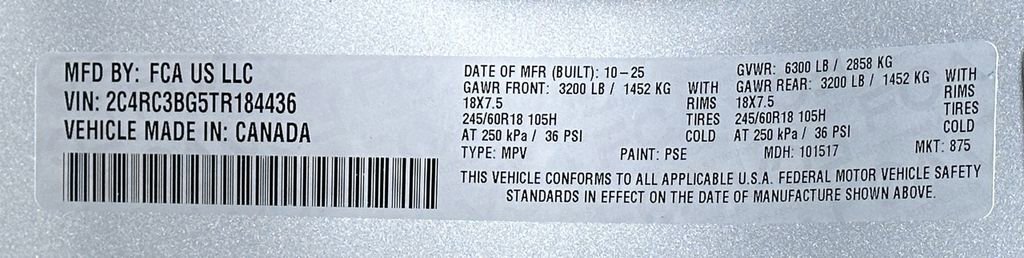 MFD BY: FCA US LLC
VIN: 2C4RC3BG5TR184436
VEHICLE MADE IN: CANADA
DATE OF MFR (BUILT): 10-25
GAWR FRONT: 3200 LB / 1452 KG WITH
18X7.5 RIMS
245/60R18 105H TIRES
AT 250 kPa / 36 PSI COLD
GVWR: 6300 LB / 2858 KG
GAWR REAR: 3200 LB / 1452 KG WITH
18X7.5 RIMS
245/60R18 105H TIRES
AT 250 kPa / 36 PSI COLD
TYPE: MPV PAINT: PSE MDH: 101517 MKT: 875
THIS VEHICLE CONFORMS TO ALL APPLICABLE U.S.A. FEDERAL MOTOR VEHICLE SAFETY
STANDARDS IN EFFECT ON THE DATE OF MANUFACTURE SHOWN ABOVE.